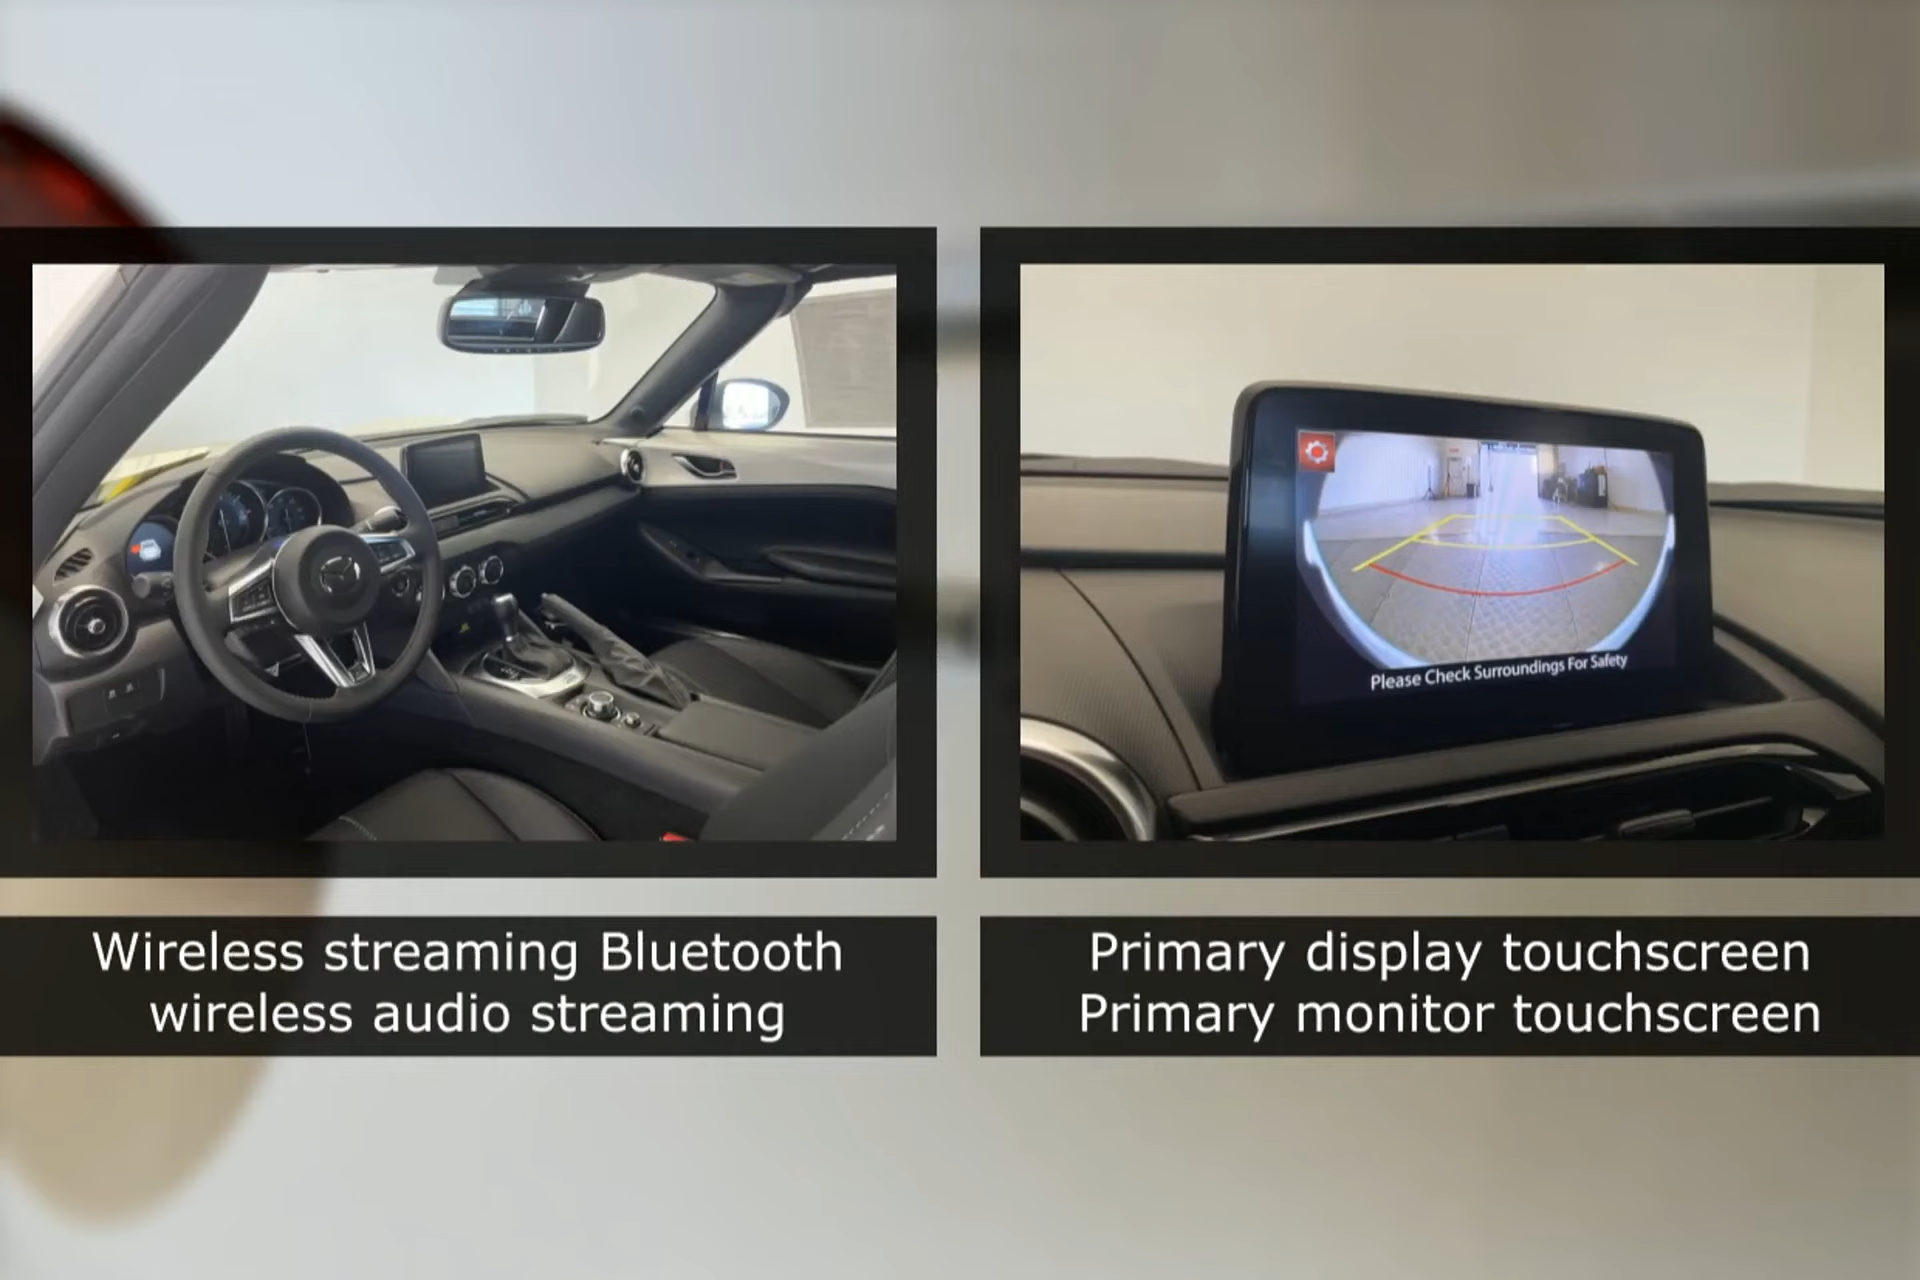 Please Check Surroundings For Safety
Wireless streaming Bluetooth
wireless audio streaming
Primary display touchscreen
Primary monitor touchscreen